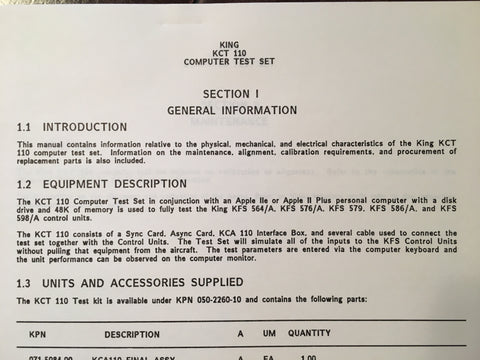 KING
KCT 110
COMPUTER TEST SET
SECTION I
GENERAL INFORMATION
1.1 INTRODUCTION
This manual contains information relative to the physical, mechanical, and electrical characteristics of the King KCT
110 computer test set. Information on the maintenance, alignment, calibration requirements, and procurement of
replacement parts is also included.
1.2 EQUIPMENT DESCRIPTION
The KCT 110 Computer Test Set in conjunction with an Apple IIe or Apple II Plus personal computer with a disk
drive and 48K of memory is used to fully test the King KFS 564/A, KFS 576/A, KFS 579, KFS 586/A, and KFS
598/A control units.
The KCT 110 consists of a Sync Card, Async Card, KCA 110 Interface Box, and several cable used to connect the
test set together with the Control Units. The Test Set will simulate all of the inputs to the KFS Control Units
without pulling that equipment from the aircraft. The test parameters are entered via the computer keyboard and
the unit performance can be observed on the computer monitor.
1.3 UNITS AND ACCESSORIES SUPPLIED
The KCT 110 Test kit is available under KPN 050-2260-10 and contains the following parts:
KPN DESCRIPTION A UM QUANTITY
071-5084-00 KCA110 FINAL ASSY A EA 1.00